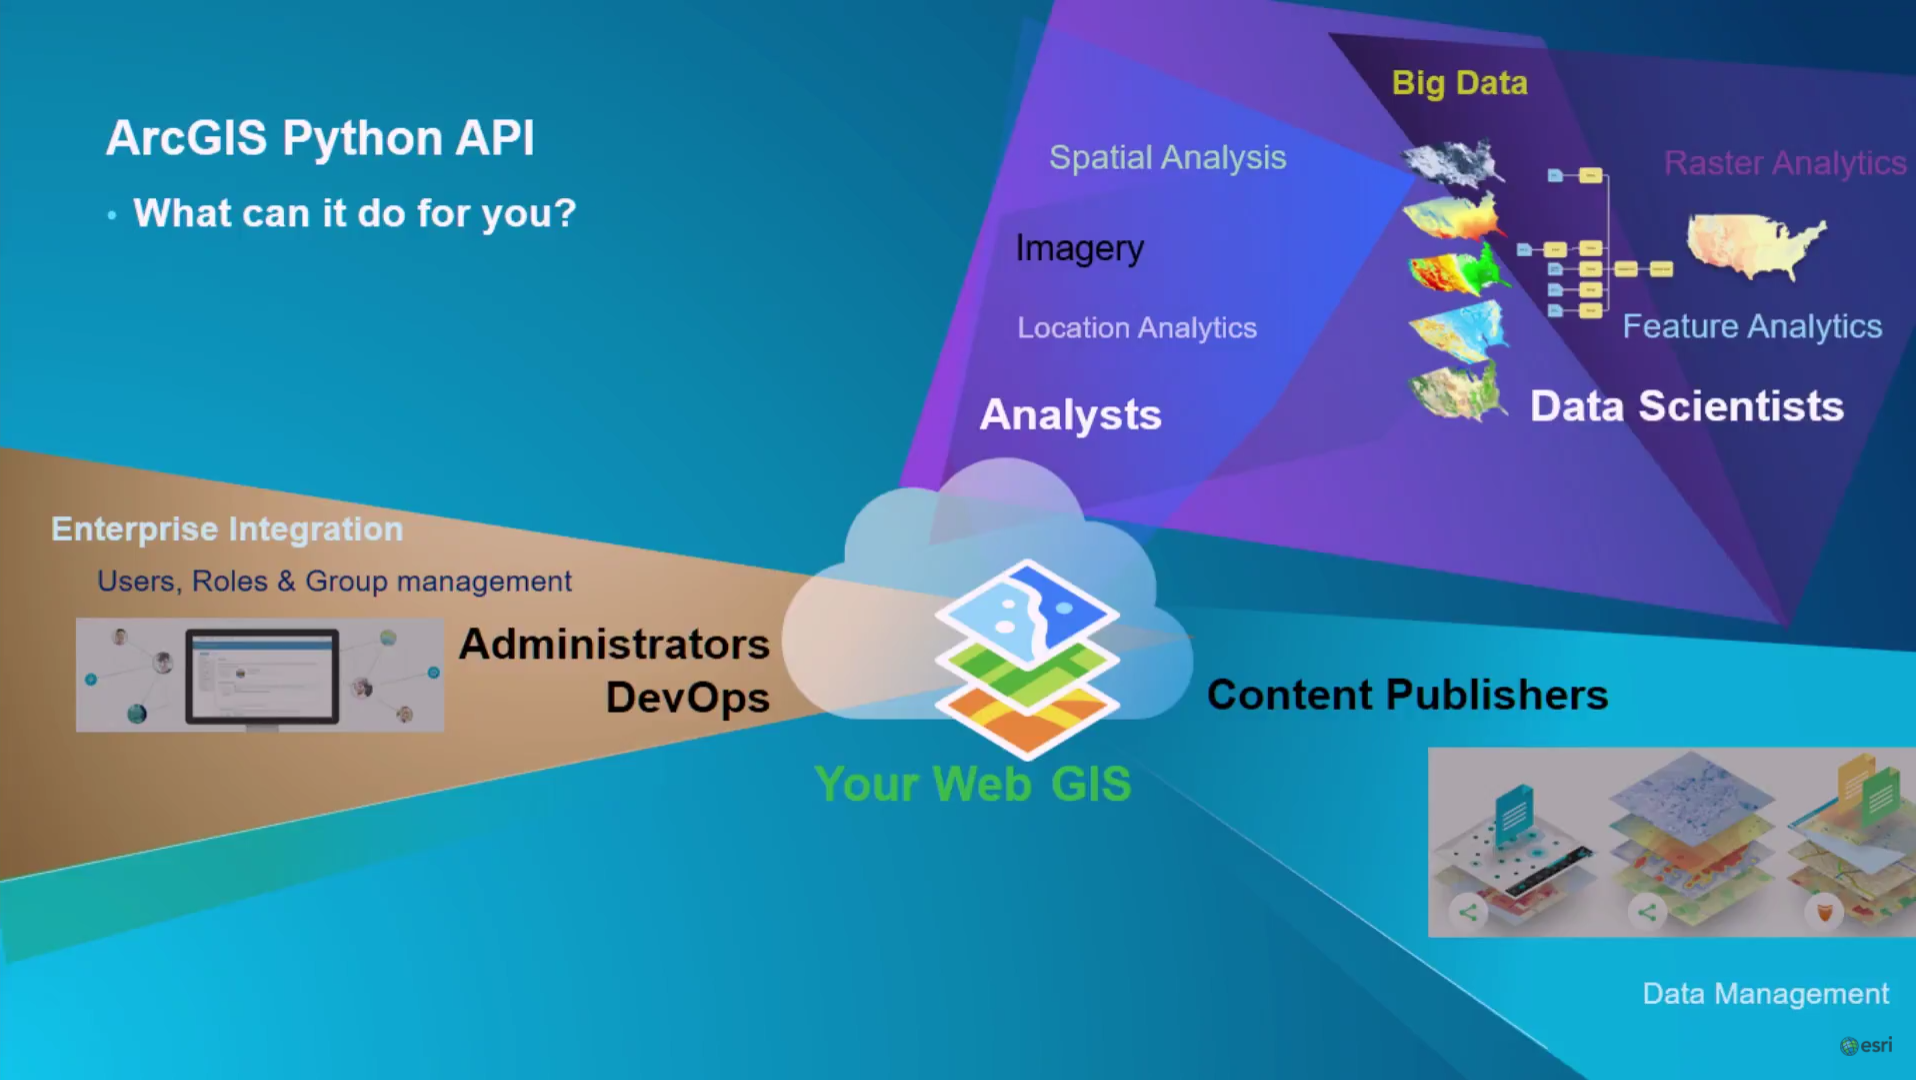 ArcGIS Python API
• What can it do for you?
Big Data
Spatial Analysis
Raster Analytics
Imagery
Location Analytics
Feature Analytics
Analysts
Data Scientists
Enterprise Integration
Users, Roles & Group management
Administrators
DevOps
Content Publishers
Your Web GIS
Data Management
esri